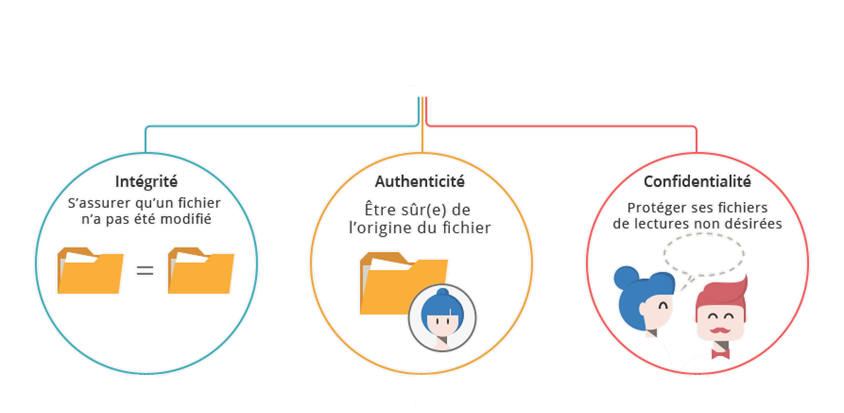 Intégrité
S'assurer qu'un fichier
n'a pas été modifié
Authenticité
Être sûr(e) de
l'origine du fichier
Confidentialité
Protéger ses fichiers
de lectures non désirées